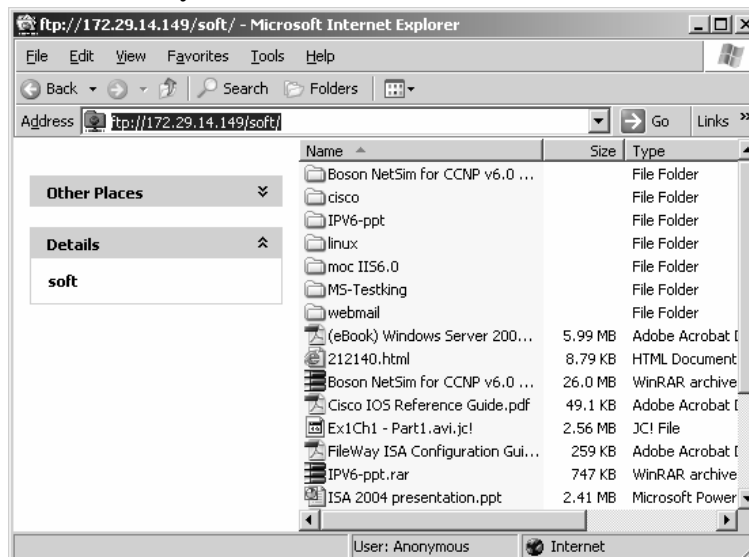 ftp://172.29.14.149/soft/ - Microsoft Internet Explorer
File Edit View Favorites Tools Help
Back Search Folders
Address ftp://172.29.14.149/soft/ Go Links »
Name Size Type
Other Places
Details
soft
Boson NetSim for CCNP v6.0 ... File Folder
cisco File Folder
IPV6-ppt File Folder
linux File Folder
moc IIS6.0 File Folder
MS-Testking File Folder
webmail File Folder
(eBook) Windows Server 200... 5.99 MB Adobe Acrobat D
212140.html 8.79 KB HTML Document
Boson NetSim for CCNP v6.0 ... 26.0 MB WinRAR archive
Cisco IOS Reference Guide.pdf 49.1 KB Adobe Acrobat D
Ex1Ch1 - Part1.avi.jc! 2.56 MB JC! File
FileWay ISA Configuration Gui... 259 KB Adobe Acrobat D
IPV6-ppt.rar 747 KB WinRAR archive
ISA 2004 presentation.ppt 2.41 MB Microsoft Power
User: Anonymous Internet